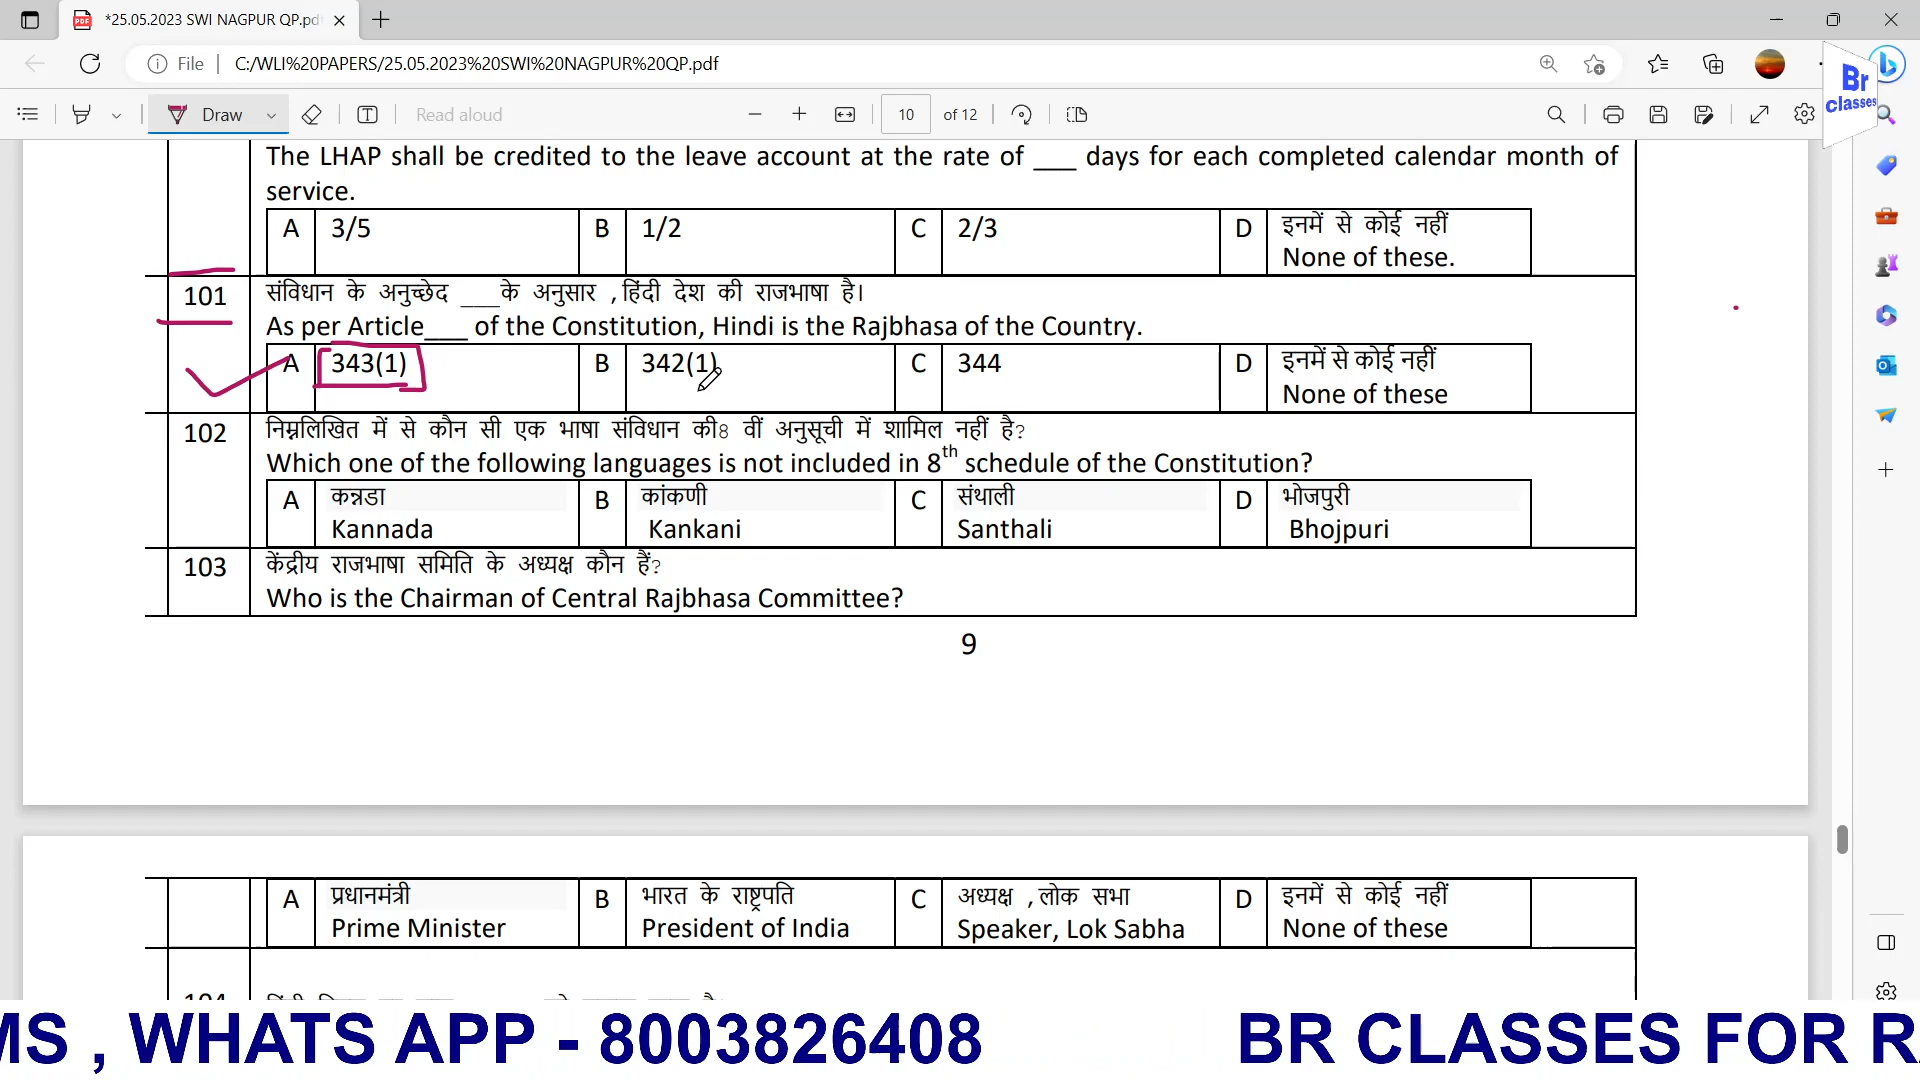 *25.05.2023 SWI NAGPUR QP.pd
File
C:/WLI%20PAPERS/25.05.2023%20SWI%20NAGPUR%20QP.pdf
Br
classes
Draw
Read aloud
10
of 12
The LHAP shall be credited to the leave account at the rate of ___ days for each completed calendar month of
service.
A 3/5 B 1/2 C 2/3 D इनमें से कोई नहीं
None of these.
101 संविधान के अनुच्छेद ___के अनुसार ,हिंदी देश की राजभाषा है।
As per Article___ of the Constitution, Hindi is the Rajbhasa of the Country.
A 343(1) B 342(1) C 344 D इनमें से कोई नहीं
None of these
102 निम्नलिखित में से कौन सी एक भाषा संविधान की8 वीं अनुसूची में शामिल नहीं है?
Which one of the following languages is not included in 8th schedule of the Constitution?
A कन्नडा B कांकणी C संथाली D भोजपुरी
Kannada Kankani Santhali Bhojpuri
103 केंद्रीय राजभाषा समिति के अध्यक्ष कौन हैं?
Who is the Chairman of Central Rajbhasa Committee?
9
A प्रधानमंत्री B भारत के राष्ट्रपति C अध्यक्ष ,लोक सभा D इनमें से कोई नहीं
Prime Minister President of India Speaker, Lok Sabha None of these
MS , WHATS APP - 8003826408 BR CLASSES FOR RA